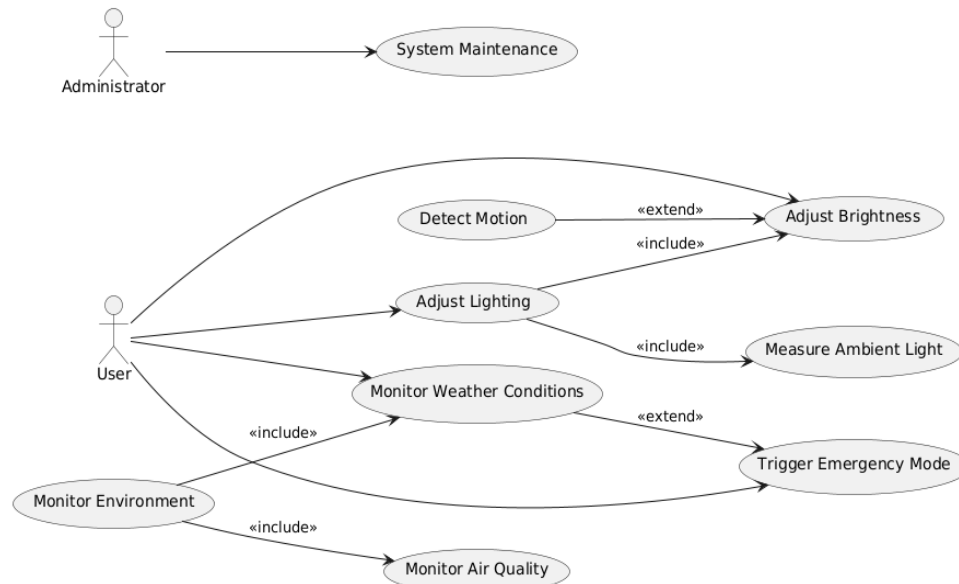 Administrator
System Maintenance
Detect Motion
«extend»
Adjust Brightness
«include»
Adjust Lighting
«include»
Measure Ambient Light
User
Monitor Weather Conditions
«extend»
«include»
Trigger Emergency Mode
Monitor Environment
«include»
Monitor Air Quality